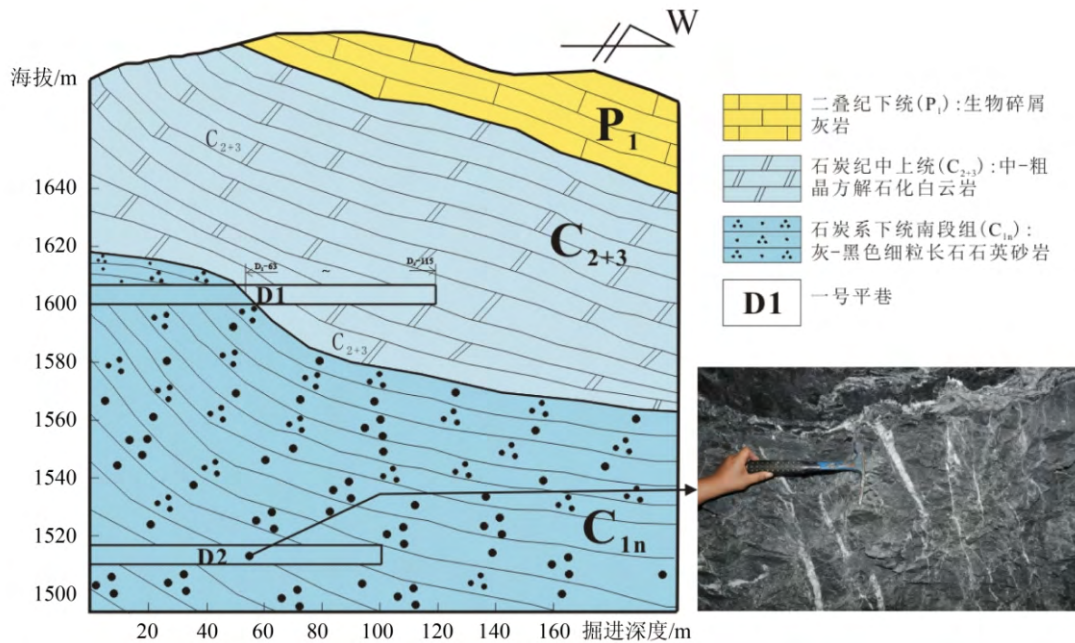 W
海拔/m
P₁
二叠纪下统(P₁):生物碎屑
灰岩
C₂₊₃
石炭纪中上统(C₂₊₃):中-粗
晶方解石化白云岩
1640
C₂₊₃
石炭系下统南段组(C₁ₙ):
灰-黑色细粒长石石英砂岩
1620
D₁-63
~
D₁-115
D1
D1
一号平巷
1600
C₂₊₃
1580
1560
1540
1520
C₁ₙ
D2
1500
20
40
60
80
100
120
140
160
掘进深度/m